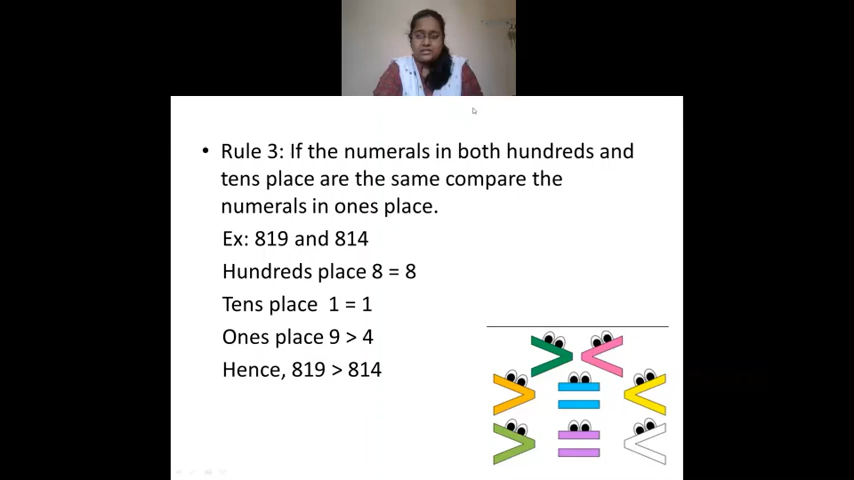 • Rule 3: If the numerals in both hundreds and
tens place are the same compare the
numerals in ones place.
Ex: 819 and 814
Hundreds place 8 = 8
Tens place 1 = 1
Ones place 9 > 4
Hence, 819 > 814
> <
> = <
> = <